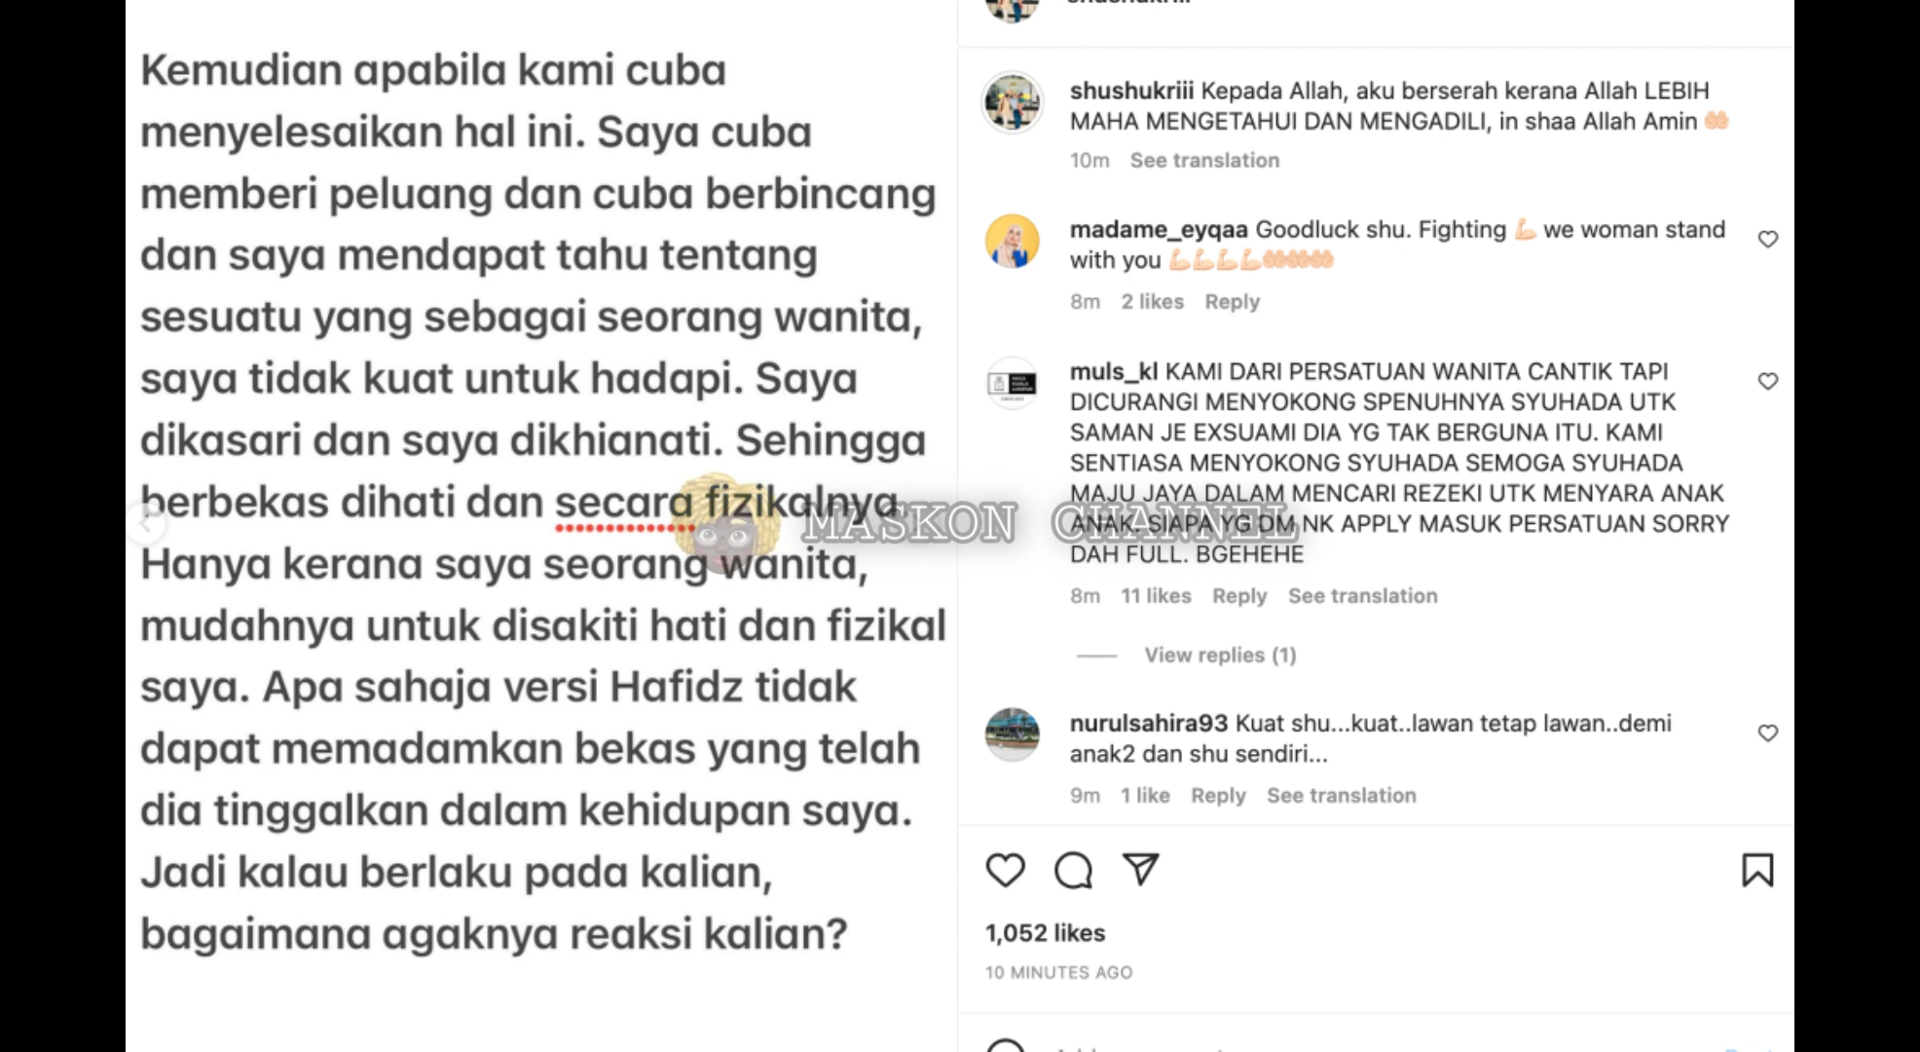 Kemudian apabila kami cuba
menyelesaikan hal ini. Saya cuba
memberi peluang dan cuba berbincang
dan saya mendapat tahu tentang
sesuatu yang sebagai seorang wanita,
saya tidak kuat untuk hadapi. Saya
dikasari dan saya dikhianati. Sehingga
berbekas dihati dan secara fizikalnya
Hanya kerana saya seorang wanita,
mudahnya untuk disakiti hati dan fizikal
saya. Apa sahaja versi Hafidz tidak
dapat memadamkan bekas yang telah
dia tinggalkan dalam kehidupan saya.
Jadi kalau berlaku pada kalian,
bagaimana agaknya reaksi kalian?
MASKON CHANNEL
shushukriii Kepada Allah, aku berserah kerana Allah LEBIH
MAHA MENGETAHUI DAN MENGADILI, in shaa Allah Amin 🤲🏻
10m See translation
madame_eyqaa Goodluck shu. Fighting 💪🏻 we woman stand
with you 💪🏻💪🏻💪🏻💪🏻🤲🏻🤲🏻🤲🏻
8m 2 likes Reply
muls_kl KAMI DARI PERSATUAN WANITA CANTIK TAPI
DICURANGI MENYOKONG SPENUHNYA SYUHADA UTK
SAMAN JE EXSUAMI DIA YG TAK BERGUNA ITU. KAMI
SENTIASA MENYOKONG SYUHADA SEMOGA SYUHADA
MAJU JAYA DALAM MENCARI REZEKI UTK MENYARA ANAK
ANAK. SIAPA YG DM NK APPLY MASUK PERSATUAN SORRY
DAH FULL. BGEHEHE
8m 11 likes Reply See translation
View replies (1)
nurulsahira93 Kuat shu...kuat..lawan tetap lawan..demi
anak2 dan shu sendiri...
9m 1 like Reply See translation
1,052 likes
10 MINUTES AGO